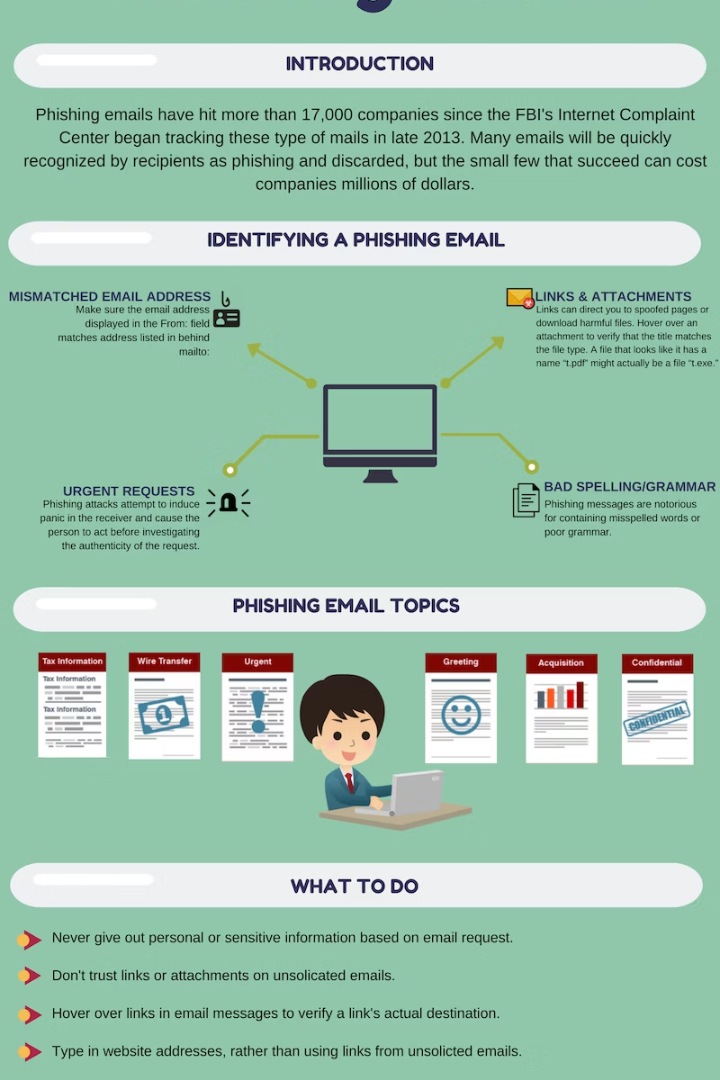 INTRODUCTION
Phishing emails have hit more than 17,000 companies since the FBI's Internet Complaint
Center began tracking these type of mails in late 2013. Many emails will be quickly
recognized by recipients as phishing and discarded, but the small few that succeed can cost
companies millions of dollars.
IDENTIFYING A PHISHING EMAIL
MISMATCHED EMAIL ADDRESS
Make sure the email address
displayed in the From: field
matches address listed in behind
mailto:
LINKS & ATTACHMENTS
Links can direct you to spoofed pages or
download harmful files. Hover over an
attachment to verify that the title matches
the file type. A file that looks like it has a
name “t.pdf” might actually be a file “t.exe.”
URGENT REQUESTS
Phishing attacks attempt to induce
panic in the receiver and cause the
person to act before investigating
the authenticity of the request.
BAD SPELLING/GRAMMAR
Phishing messages are notorious
for containing misspelled words or
poor grammar.
PHISHING EMAIL TOPICS
Tax Information
Tax Information
Tax Information
Wire Transfer
1
Urgent
!
Greeting
Acquisition
Confidential
CONFIDENTIAL
WHAT TO DO
Never give out personal or sensitive information based on email request.
Don't trust links or attachments on unsolicated emails.
Hover over links in email messages to verify a link's actual destination.
Type in website addresses, rather than using links from unsolicted emails.